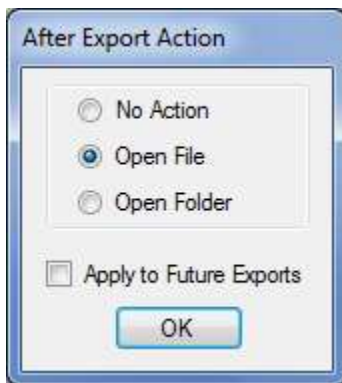 After Export Action
No Action
Open File
Open Folder
Apply to Future Exports
OK